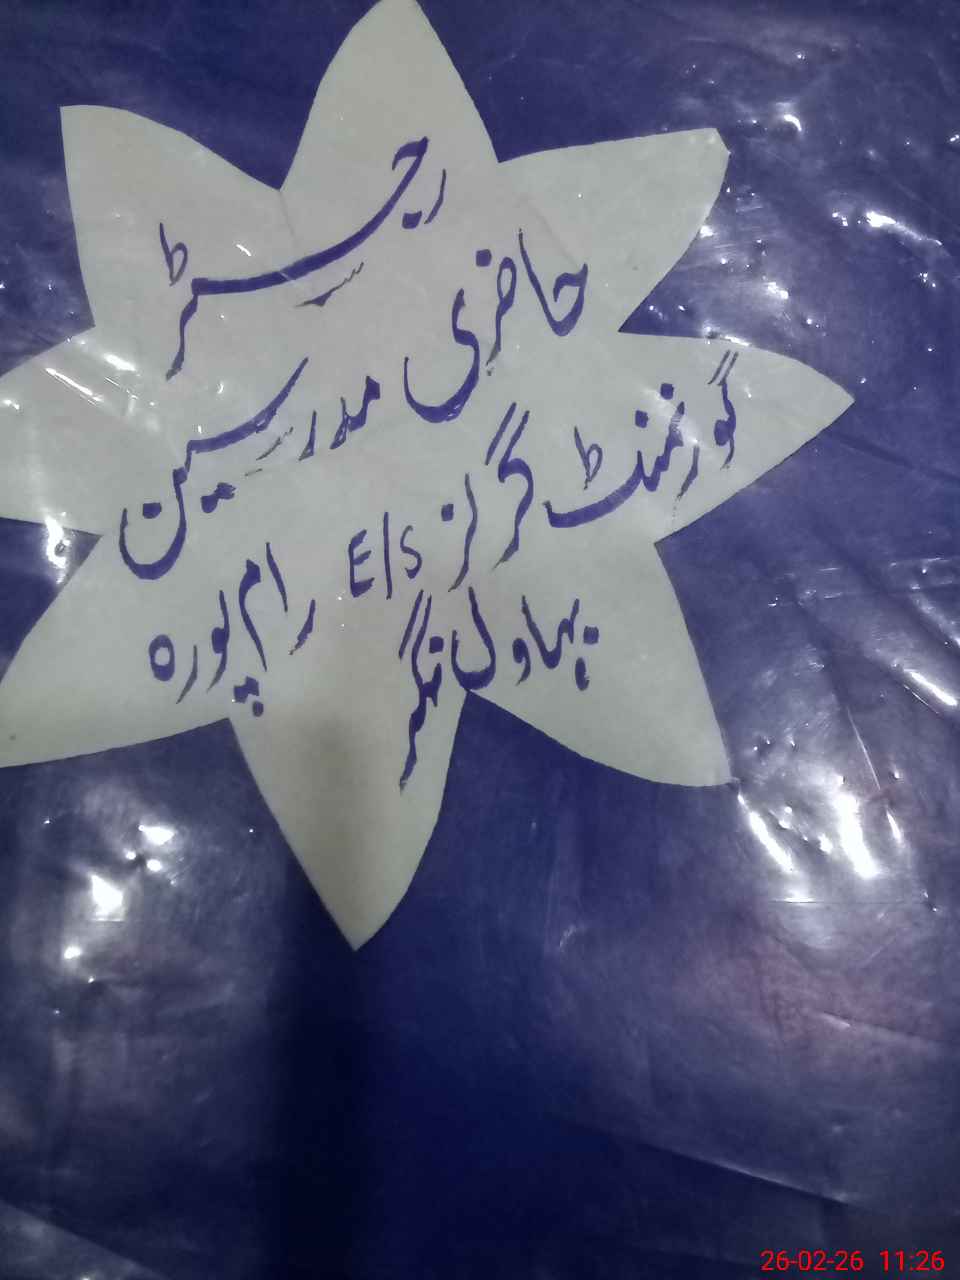 رجسٹر
حاضری مدرسین
گورنمنٹ گرلز E/S رام پورہ
بہاول نگر
26-02-26 11:26